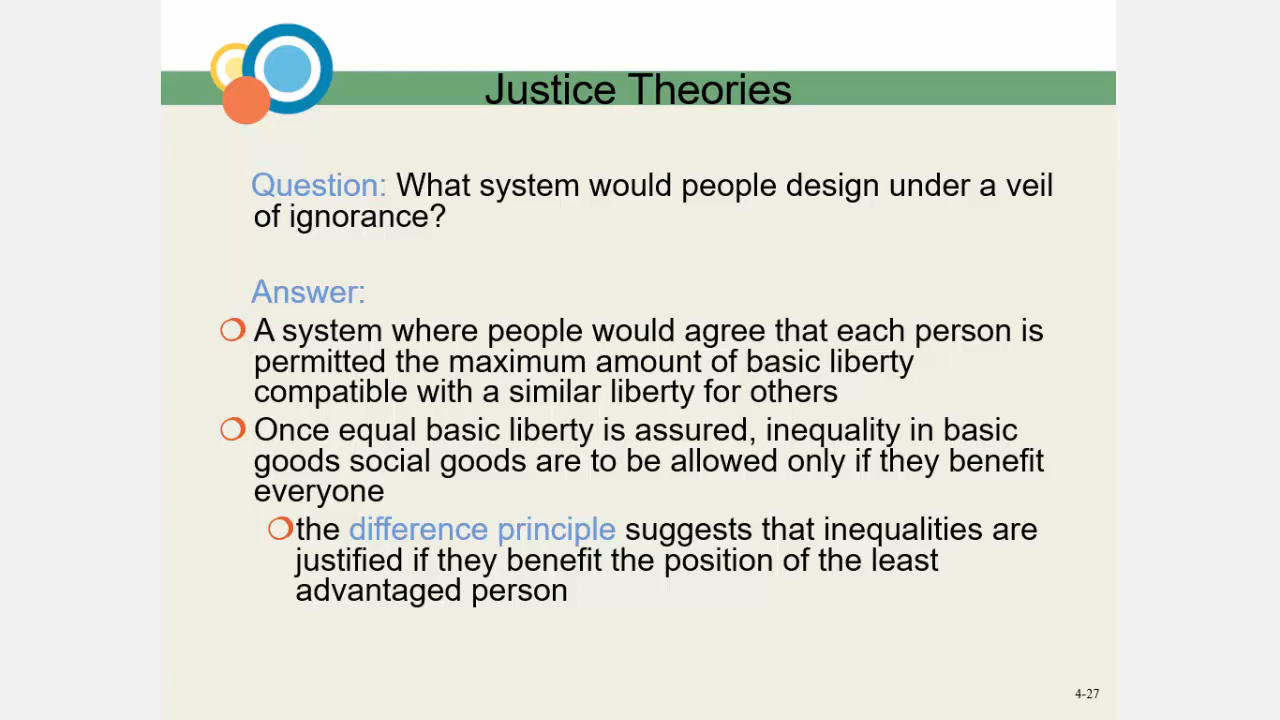 Justice Theories
Question: What system would people design under a veil
of ignorance?
Answer:
A system where people would agree that each person is
permitted the maximum amount of basic liberty
compatible with a similar liberty for others
Once equal basic liberty is assured, inequality in basic
goods social goods are to be allowed only if they benefit
everyone
the difference principle suggests that inequalities are
justified if they benefit the position of the least
advantaged person
4-27